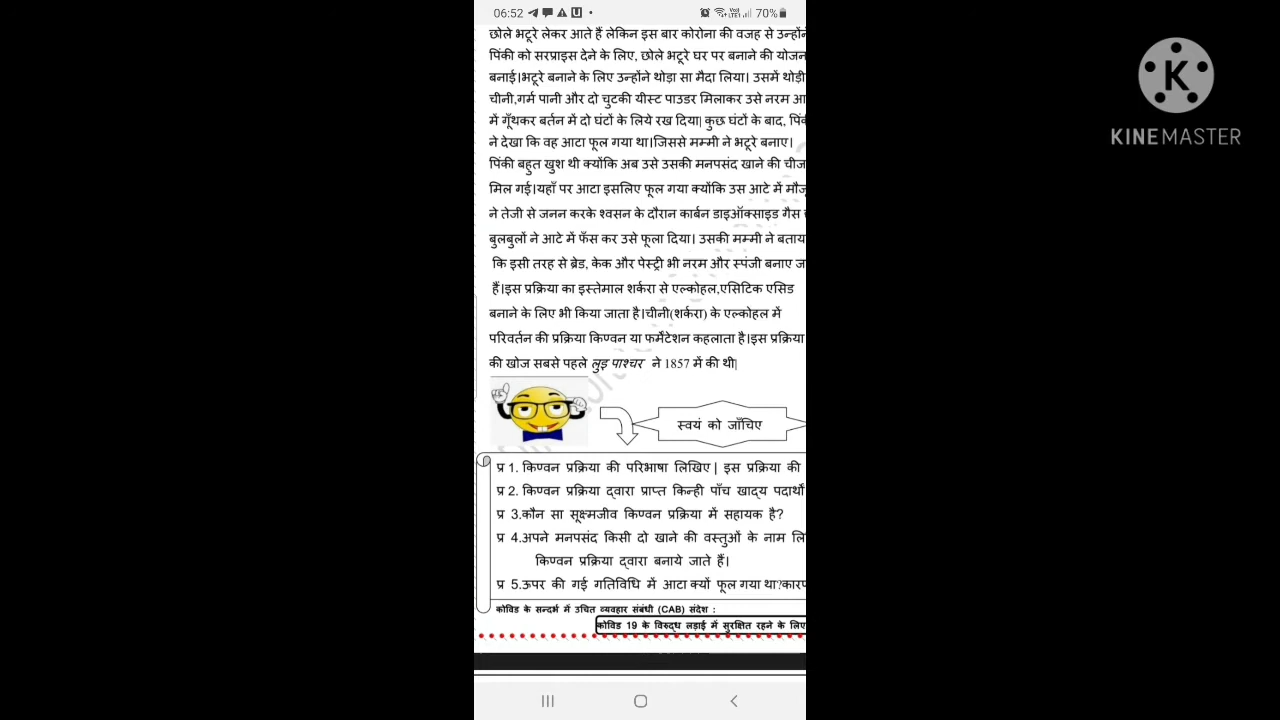 06:52
70%
K
KINEMASTER
छोले भटूरे लेकर आते हैं लेकिन इस बार कोरोना की वजह से उन्होंने
पिंकी को सरप्राइस देने के लिए, छोले भटूरे घर पर बनाने की योजन
बनाई।भटूरे बनाने के लिए उन्होंने थोड़ा सा मैदा लिया। उसमें थोड़ी
चीनी,गर्म पानी और दो चुटकी यीस्ट पाउडर मिलाकर उसे नरम आ
में गूँथकर बर्तन में दो घंटों के लिये रख दिया| कुछ घंटों के बाद, पिंकी
ने देखा कि वह आटा फूल गया था।जिससे मम्मी ने भटूरे बनाए।
पिंकी बहुत खुश थी क्योंकि अब उसे उसकी मनपसंद खाने की चीज
मिल गई।यहाँ पर आटा इसलिए फूल गया क्योंकि उस आटे में मौजू
ने तेजी से जनन करके श्वसन के दौरान कार्बन डाइऑक्साइड गैस
बुलबुलों ने आटे में फँस कर उसे फूला दिया। उसकी मम्मी ने बताय
कि इसी तरह से ब्रेड, केक और पेस्ट्री भी नरम और स्पंजी बनाए ज
हैं।इस प्रक्रिया का इस्तेमाल शर्करा से एल्कोहल,एसिटिक एसिड
बनाने के लिए भी किया जाता है।चीनी(शर्करा) के एल्कोहल में
परिवर्तन की प्रक्रिया किण्वन या फर्मेंटेशन कहलाता है।इस प्रक्रिया
की खोज सबसे पहले लुइ पाश्चर ने 1857 में की थी|
स्वयं को जाँचिए
प्र 1. किण्वन प्रक्रिया की परिभाषा लिखिए| इस प्रक्रिया की
प्र 2. किण्वन प्रक्रिया द्वारा प्राप्त किन्ही पाँच खाद्य पदार्थों
प्र 3.कौन सा सूक्ष्मजीव किण्वन प्रक्रिया में सहायक है?
प्र 4.अपने मनपसंद किसी दो खाने की वस्तुओं के नाम लि
किण्वन प्रक्रिया द्वारा बनाये जाते हैं।
प्र 5.ऊपर की गई गतिविधि में आटा क्यों फूल गया था?कारण
कोविड के सन्दर्भ में उचित व्यवहार संबंधी (CAB) संदेश :
कोविड 19 के विरुद्ध लड़ाई में सुरक्षित रहने के लिए